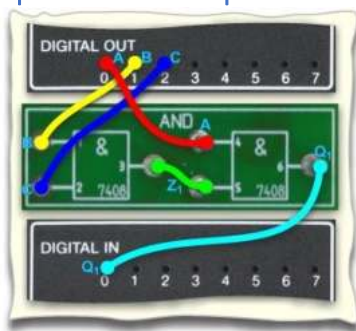 DIGITAL OUT
A B C
0 1 2 3 4 5 6 7
AND
A
B 1 & 4 &
3 6 Q1
C 2 7408 Z1 5 7408
DIGITAL IN
Q1
0 1 2 3 4 5 6 7